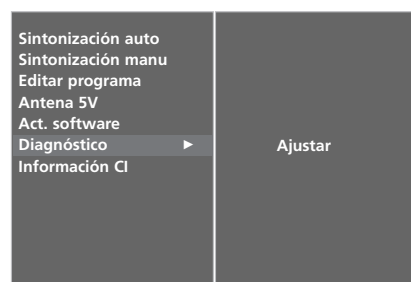 Sintonización auto
Sintonización manu
Editar programa
Antena 5V
Act. software
Diagnóstico ► Ajustar
Información CI